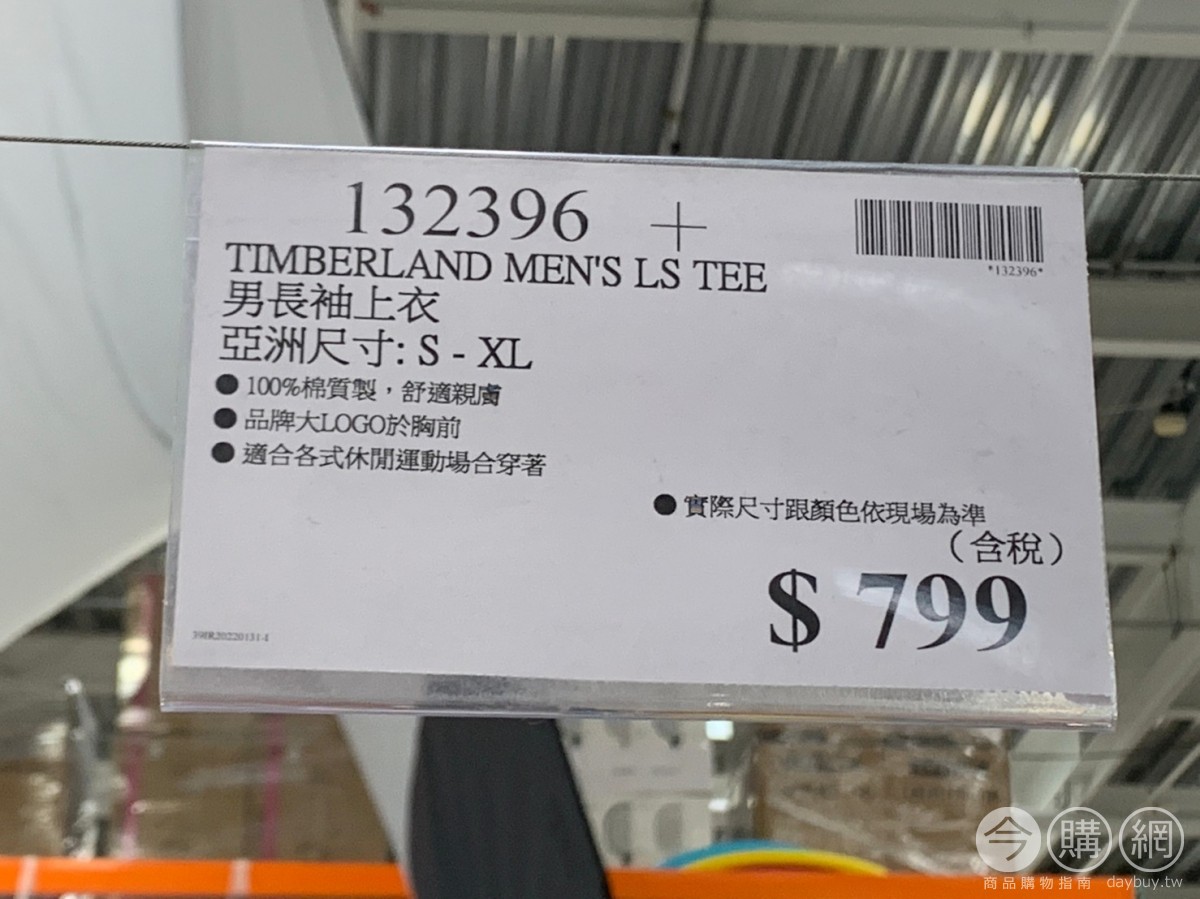 132396 +
*132396*
TIMBERLAND MEN'S LS TEE
男長袖上衣
亞洲尺寸: S - XL
● 100%棉質製，舒適親膚
● 品牌大LOGO於胸前
● 適合各式休閒運動場合穿著
● 實際尺寸跟顏色依現場為準
（含稅）
$ 799
今購網
商品購物指南 daybuy.tw